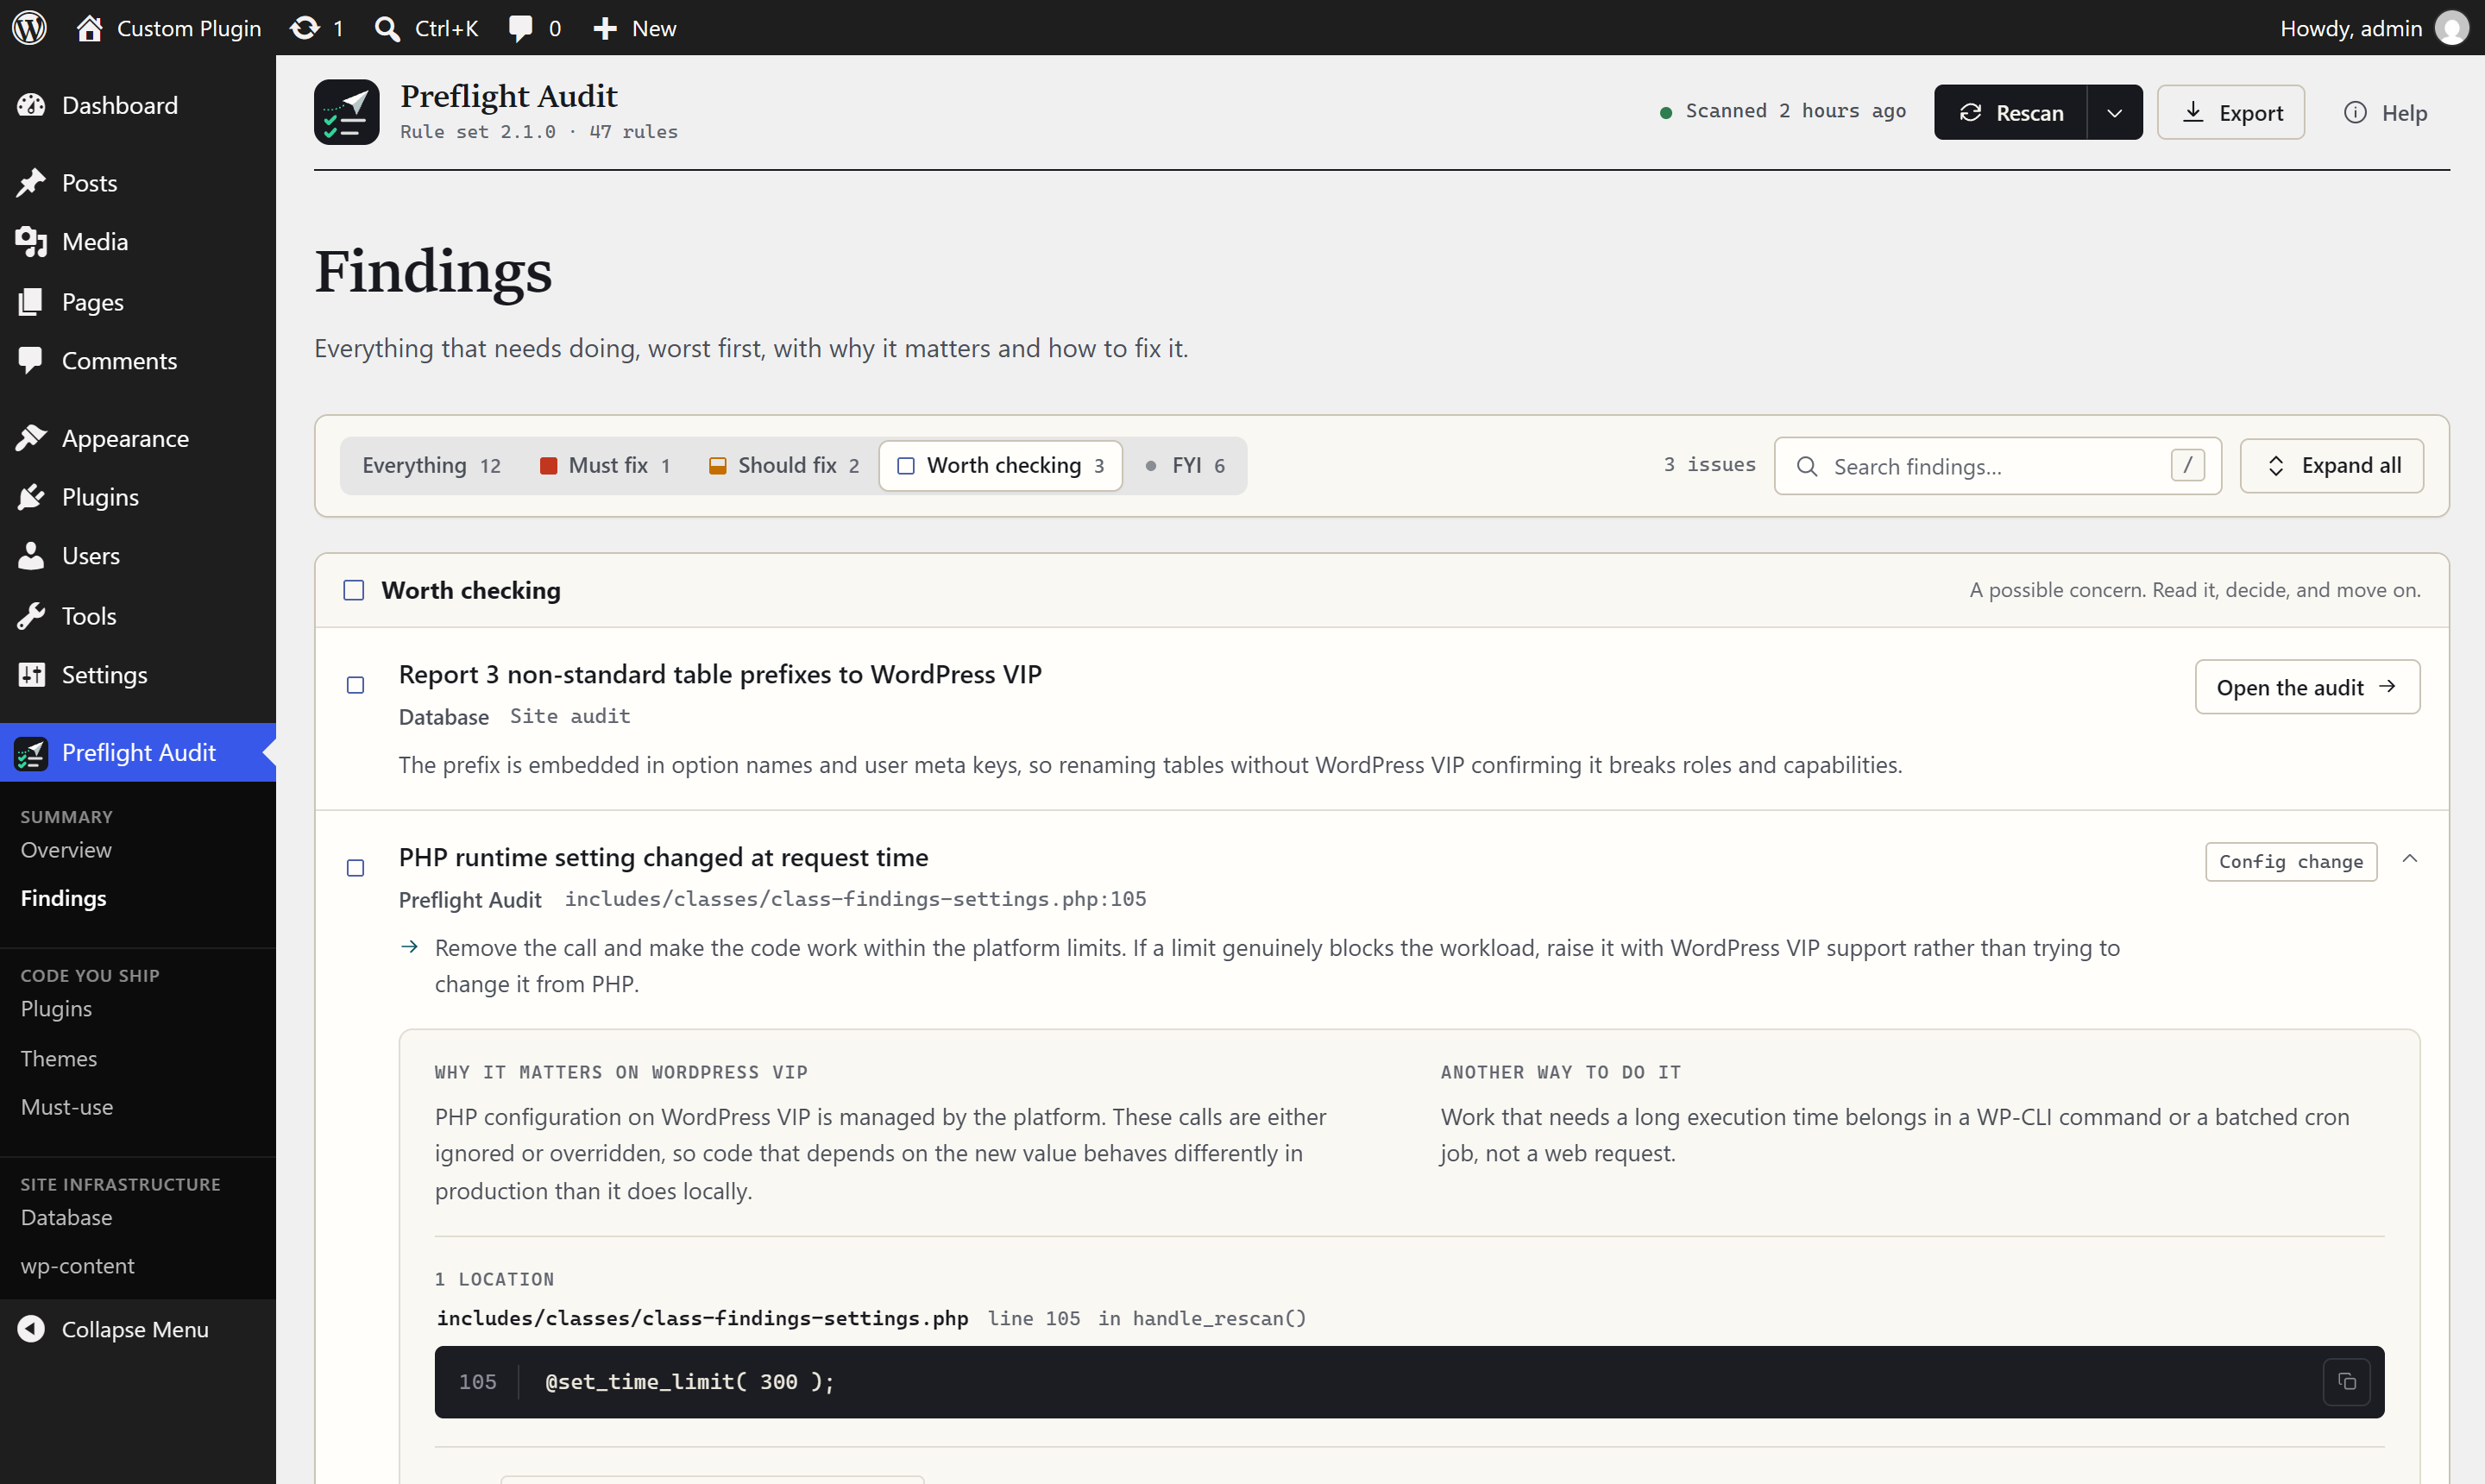 Custom Plugin 1 Ctrl+K 0 New Howdy, admin
Dashboard
Posts
Media
Pages
Comments
Appearance
Plugins
Users
Tools
Settings
Preflight Audit
SUMMARY
Overview
Findings
CODE YOU SHIP
Plugins
Themes
Must-use
SITE INFRASTRUCTURE
Database
wp-content
Collapse Menu
Preflight Audit
Rule set 2.1.0 · 47 rules
Scanned 2 hours ago
Rescan
Export
Help
Findings
Everything that needs doing, worst first, with why it matters and how to fix it.
Everything 12 Must fix 1 Should fix 2 Worth checking 3 FYI 6
3 issues
Search findings... /
Expand all
Worth checking
A possible concern. Read it, decide, and move on.
Report 3 non-standard table prefixes to WordPress VIP
Open the audit →
Database Site audit
The prefix is embedded in option names and user meta keys, so renaming tables without WordPress VIP confirming it breaks roles and capabilities.
PHP runtime setting changed at request time
Config change
Preflight Audit includes/classes/class-findings-settings.php:105
→ Remove the call and make the code work within the platform limits. If a limit genuinely blocks the workload, raise it with WordPress VIP support rather than trying to
change it from PHP.
WHY IT MATTERS ON WORDPRESS VIP
PHP configuration on WordPress VIP is managed by the platform. These calls are either
ignored or overridden, so code that depends on the new value behaves differently in
production than it does locally.
ANOTHER WAY TO DO IT
Work that needs a long execution time belongs in a WP-CLI command or a batched cron
job, not a web request.
1 LOCATION
includes/classes/class-findings-settings.php line 105 in handle_rescan()
105 @set_time_limit( 300 );